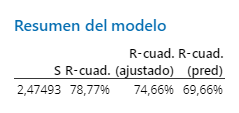 Resumen del modelo
R-cuad. R-cuad.
S R-cuad. (ajustado) (pred)
2,47493 78,77% 74,66% 69,66%